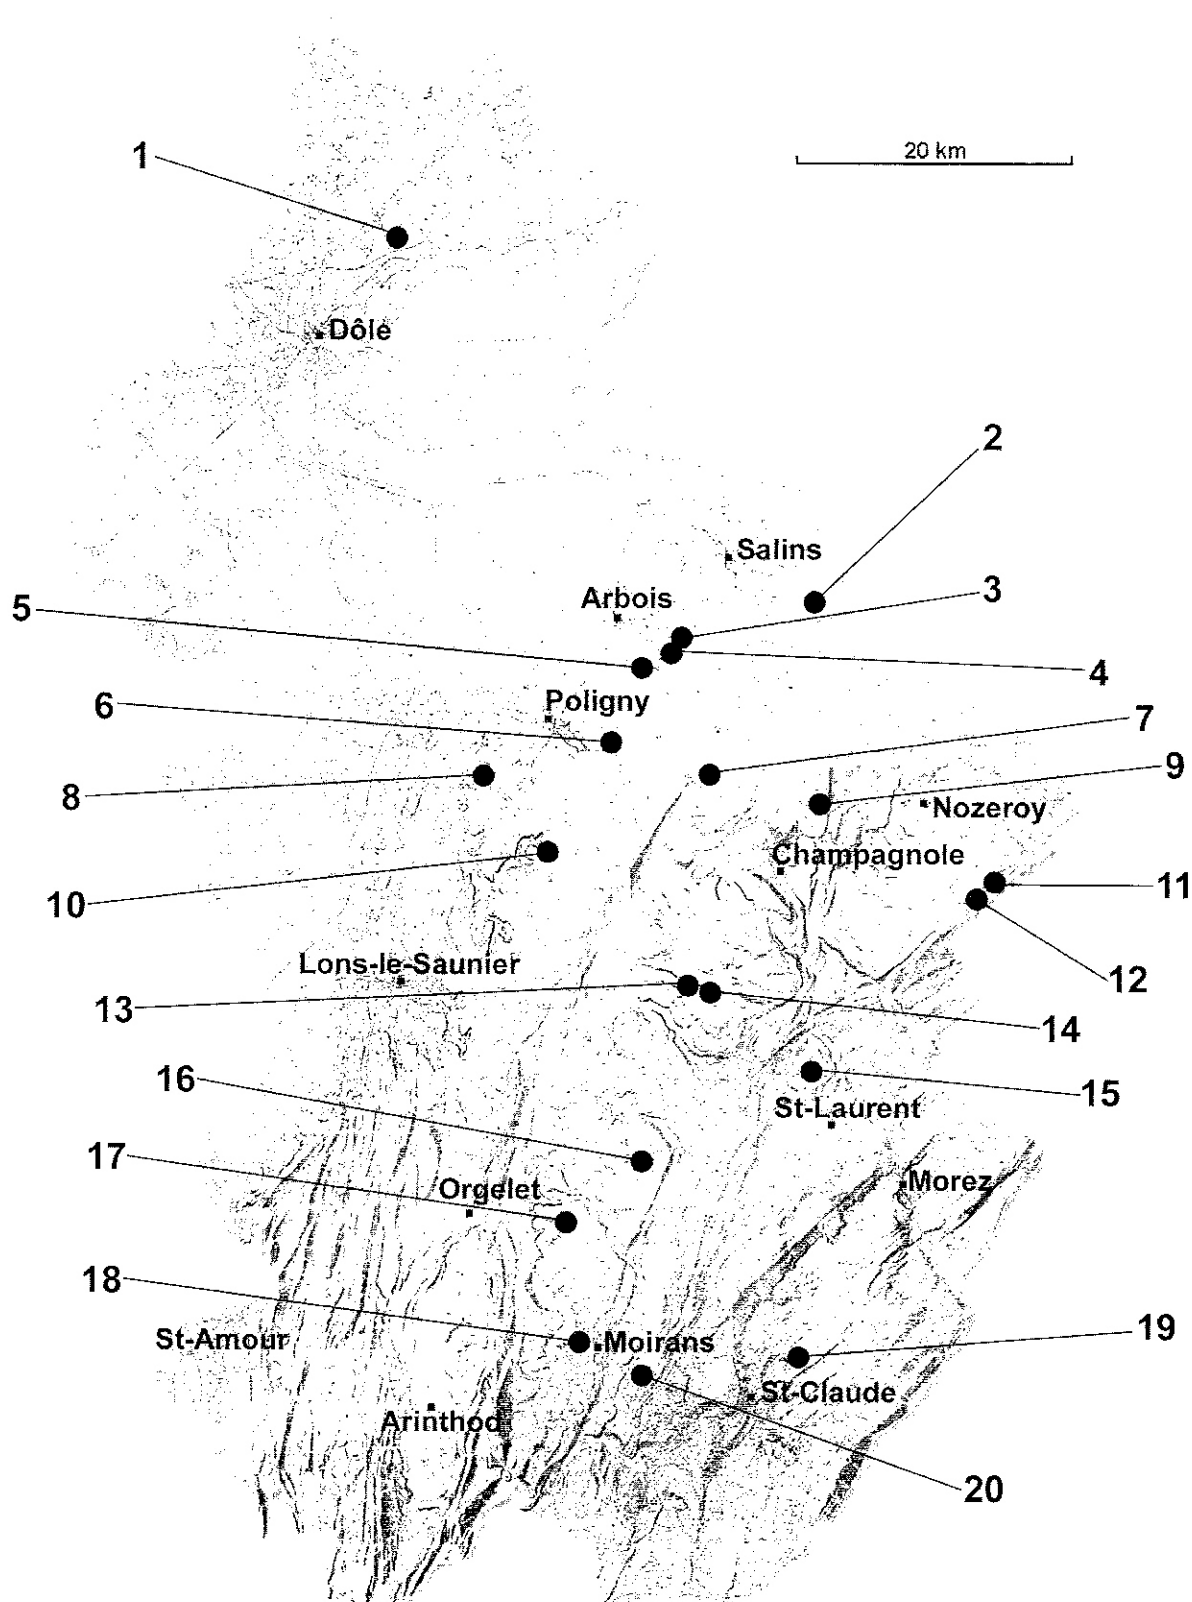 20 km
1
Dôle
2
Salins
3
Arbois
5
4
6
Poligny
7
9
8
Nozeroy
Champagnole
11
10
Lons-le-Saunier
12
13
14
16
15
St-Laurent
17
Morez
Orgelet
18
19
St-Amour
Moirans
St-Claude
Arinthod
20